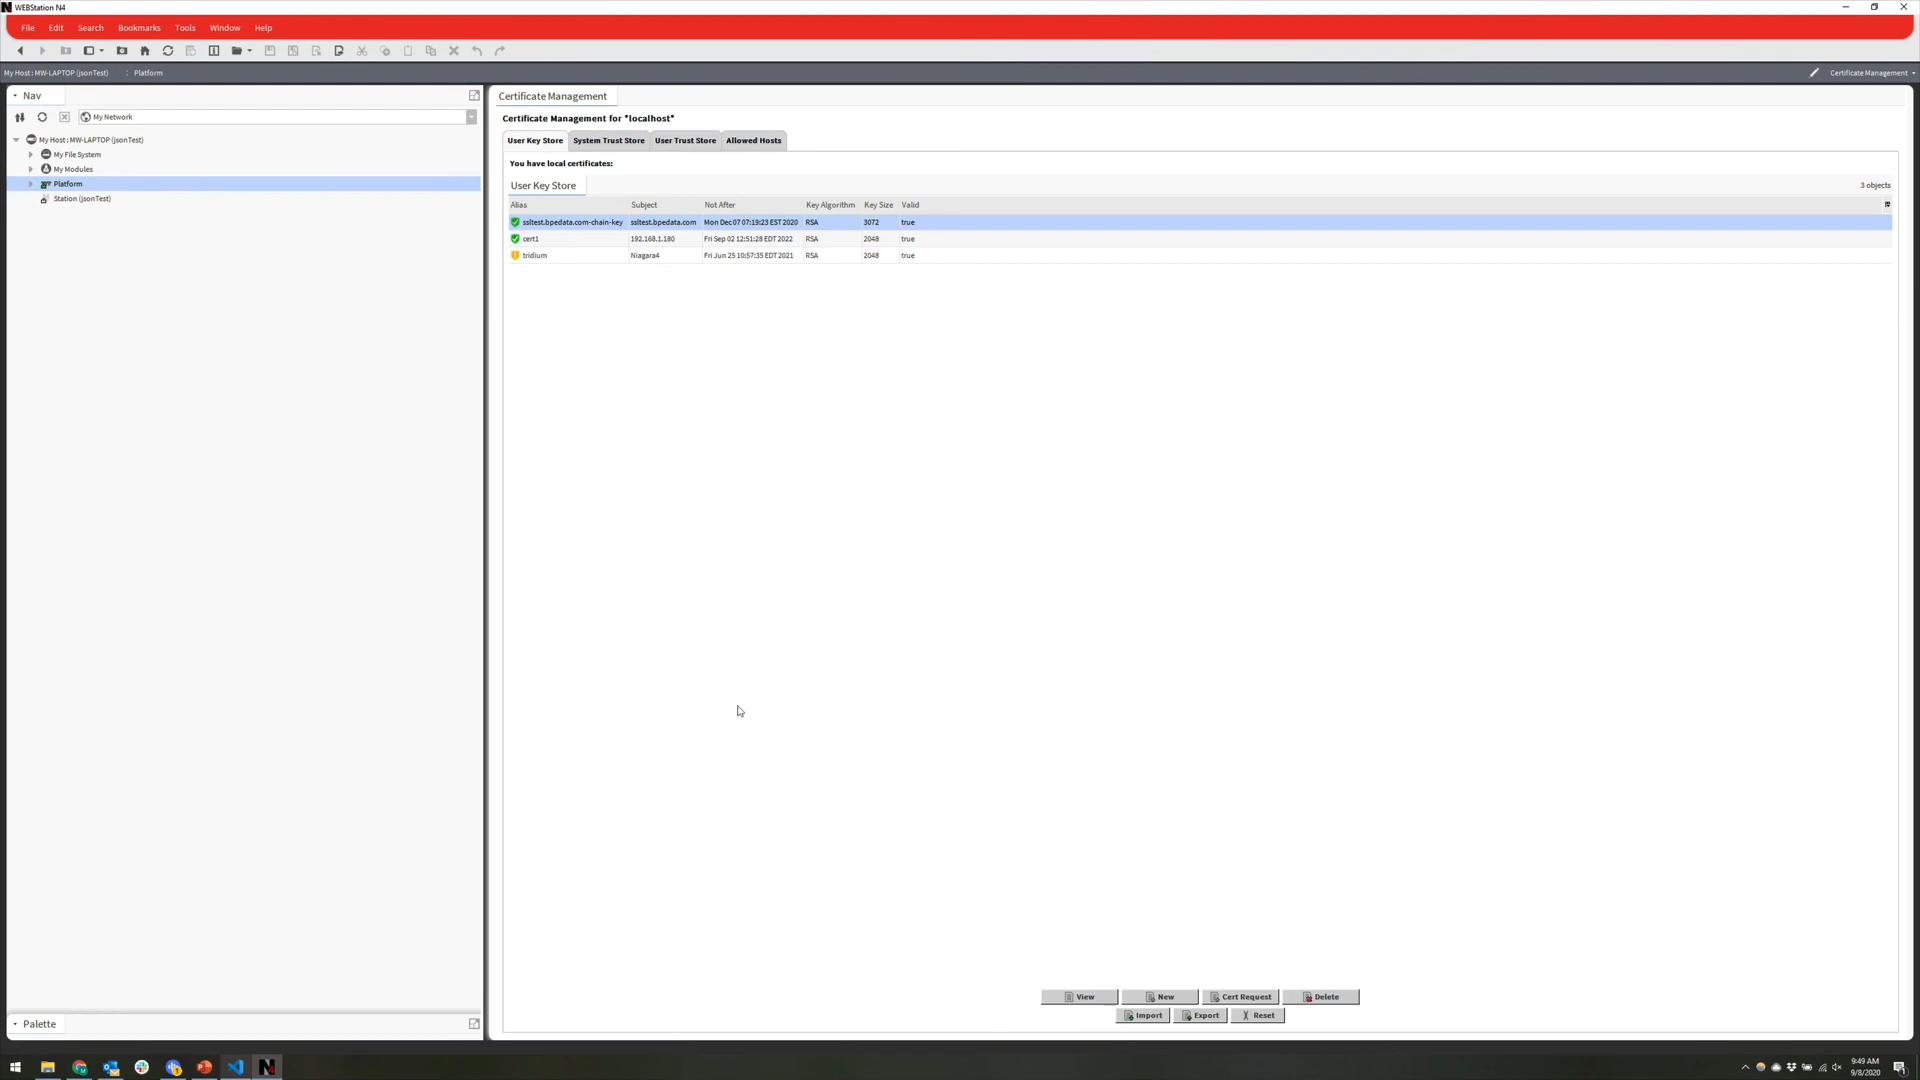 WEBStation N4
File Edit Search Bookmarks Tools Window Help
My Host : MW-LAPTOP (jsonTest) : Platform Certificate Management
Nav
My Network
My Host : MW-LAPTOP (jsonTest)
My File System
My Modules
Platform
Station (jsonTest)
Palette
Certificate Management
Certificate Management for "localhost"
User Key Store System Trust Store User Trust Store Allowed Hosts
You have local certificates:
User Key Store 3 objects
Alias Subject Not After Key Algorithm Key Size Valid
ssltest.bpedata.com-chain-key ssltest.bpedata.com Mon Dec 07 07:19:23 EST 2020 RSA 3072 true
cert1 192.168.1.180 Fri Sep 02 12:51:28 EDT 2022 RSA 2048 true
tridium Niagara4 Fri Jun 25 10:57:35 EDT 2021 RSA 2048 true
View New Cert Request Delete
Import Export Reset
9:49 AM
9/8/2020